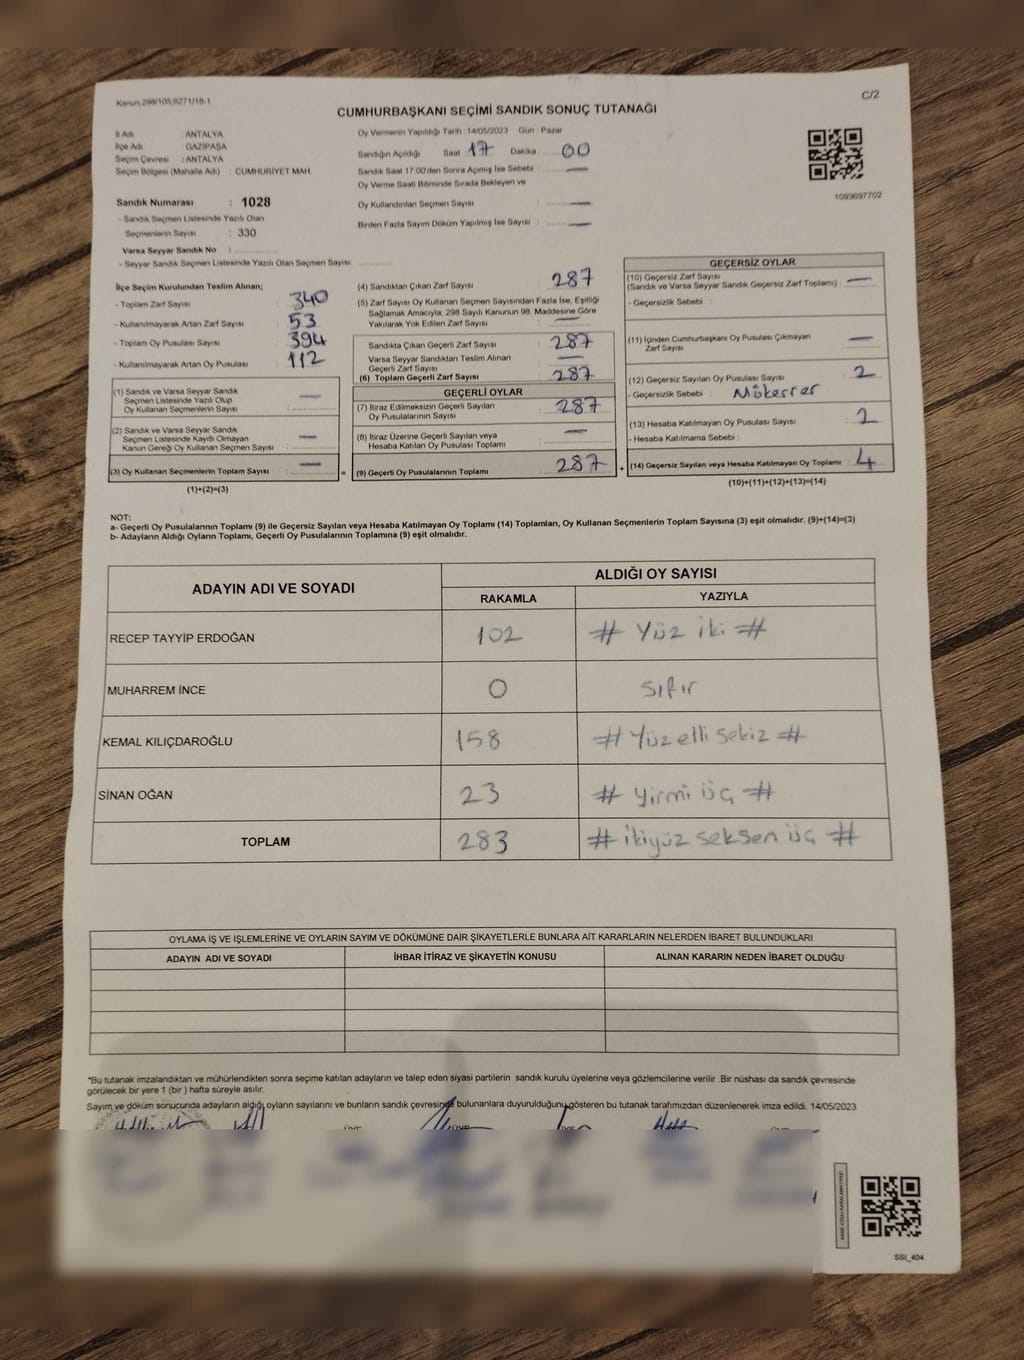 Kanun:298/105,6271/18-1
C/2
CUMHURBAŞKANI SEÇİMİ SANDIK SONUÇ TUTANAĞI
İl Adı : ANTALYA
İlçe Adı : GAZİPAŞA
Seçim Çevresi : ANTALYA
Seçim Bölgesi (Mahalle Adı) : CUMHURİYET MAH.
Sandık Numarası : 1028
- Sandık Seçmen Listesinde Yazılı Olan
Seçmenlerin Sayısı : 330
Varsa Seyyar Sandık No :
- Seyyar Sandık Seçmen Listesinde Yazılı Olan Seçmen Sayısı:
Oy Vermenin Yapıldığı Tarih :14/05/2023 Gün : Pazar
Sandığın Açıldığı Saat 17 Dakika : 00
Sandık Saat 17:00'den Sonra Açımış İse Sebebi : —
Oy Verme Saati Bitiminde Sırada Bekleyen ve
Oy Kullandırılan Seçmen Sayısı : —
Birden Fazla Sayım Döküm Yapılmış İse Sayısı : —
1093697702
İlçe Seçim Kurulundan Teslim Alınan;
- Toplam Zarf Sayısı : 340
- Kullanılmayarak Artan Zarf Sayısı : 53
- Toplam Oy Pusulası Sayısı : 394
- Kullanılmayarak Artan Oy Pusulası : 112
(1) Sandık ve Varsa Seyyar Sandık
Seçmen Listesinde Yazılı Olup
Oy Kullanan Seçmenlerin Sayısı : —
(2) Sandık ve Varsa Seyyar Sandık
Seçmen Listesinde Kayıtlı Olmayan
Kanun Gereği Oy Kullanan Seçmen Sayısı : —
(3) Oy Kullanan Seçmenlerin Toplam Sayısı : — =
(1)+(2)=(3)
(4) Sandıktan Çıkan Zarf Sayısı : 287
(5) Zarf Sayısı Oy Kullanan Seçmen Sayısından Fazla İse, Eşitliği
Sağlamak Amacıyla; 298 Sayılı Kanunun 98. Maddesine Göre
Yakılarak Yok Edilen Zarf Sayısı : —
Sandıkta Çıkan Geçerli Zarf Sayısı : 287
Varsa Seyyar Sandıktan Teslim Alınan
Geçerli Zarf Sayısı : —
(6) Toplam Geçerli Zarf Sayısı : 287
GEÇERLİ OYLAR
(7) İtiraz Edilmeksizin Geçerli Sayılan
Oy Pusulalarının Sayısı : 287
(8) İtiraz Üzerine Geçerli Sayılan veya
Hesaba Katılan Oy Pusulası Toplamı : —
(9) Geçerli Oy Pusulalarının Toplamı : 287 +
GEÇERSİZ OYLAR
(10) Geçersiz Zarf Sayısı
(Sandık ve Varsa Seyyar Sandık Geçersiz Zarf Toplamı) : —
- Geçersizlik Sebebi :
(11) İçinden Cumhurbaşkanı Oy Pusulası Çıkmayan
Zarf Sayısı : —
(12) Geçersiz Sayılan Oy Pusulası Sayısı : 2
- Geçersizlik Sebebi : Mükerrer
(13) Hesaba Katılmayan Oy Pusulası Sayısı : 2
- Hesaba Katılmama Sebebi :
(14) Geçersiz Sayılan veya Hesaba Katılmayan Oy Toplamı : 4
(10)+(11)+(12)+(13)=(14)
NOT:
a- Geçerli Oy Pusulalarının Toplamı (9) ile Geçersiz Sayılan veya Hesaba Katılmayan Oy Toplamı (14) Toplamları, Oy Kullanan Seçmenlerin Toplam Sayısına (3) eşit olmalıdır. (9)+(14)=(3)
b- Adayların Aldığı Oyların Toplamı, Geçerli Oy Pusulalarının Toplamına (9) eşit olmalıdır.
ADAYIN ADI VE SOYADI
ALDIĞI OY SAYISI
RAKAMLA YAZIYLA
RECEP TAYYİP ERDOĞAN 102 # Yüz iki #
MUHARREM İNCE 0 sıfır
KEMAL KILIÇDAROĞLU 158 # Yüz elli sekiz #
SİNAN OĞAN 23 # yirmi üç #
TOPLAM 283 # ikiyüz seksen üç #
OYLAMA İŞ VE İŞLEMLERİNE VE OYLARIN SAYIM VE DÖKÜMÜNE DAİR ŞİKAYETLERLE BUNLARA AİT KARARLARIN NELERDEN İBARET BULUNDUKLARI
ADAYIN ADI VE SOYADI İHBAR İTİRAZ VE ŞİKAYETİN KONUSU ALINAN KARARIN NEDEN İBARET OLDUĞU
*Bu tutanak imzalandıktan ve mühürlendikten sonra seçime katılan adayların ve talep eden siyasi partilerin sandık kurulu üyelerine veya gözlemcilerine verilir .Bir nüshası da sandık çevresinde
görülecek bir yere 1 (bir ) hafta süreyle asılır.
Sayım ve döküm sonucunda adayların aldığı oyların sayılarını ve bunların sandık çevresinde bulunanlara duyurulduğunu gösteren bu tutanak tarafımızdan düzenlenerek imza edildi. 14/05/2023
SSI_404